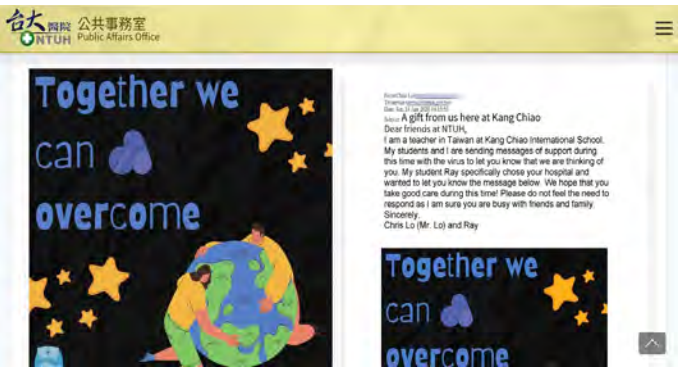 台大醫院 公共事務室
NTUH Public Affairs Office
Together we
can
overcome
A gift from us here at Kang Chiao
Dear friends at NTUH,
I am a teacher in Taiwan at Kang Chiao International School.
My students and I are sending messages of support during
this time with the virus to let you know that we are thinking of
you. My student Ray specifically chose your hospital and
wanted to let you know the message below. We hope that you
take good care during this time! Please do not feel the need to
respond as I am sure you are busy with friends and family.
Sincerely,
Chris Lo (Mr. Lo) and Ray
Together we
can
overcome